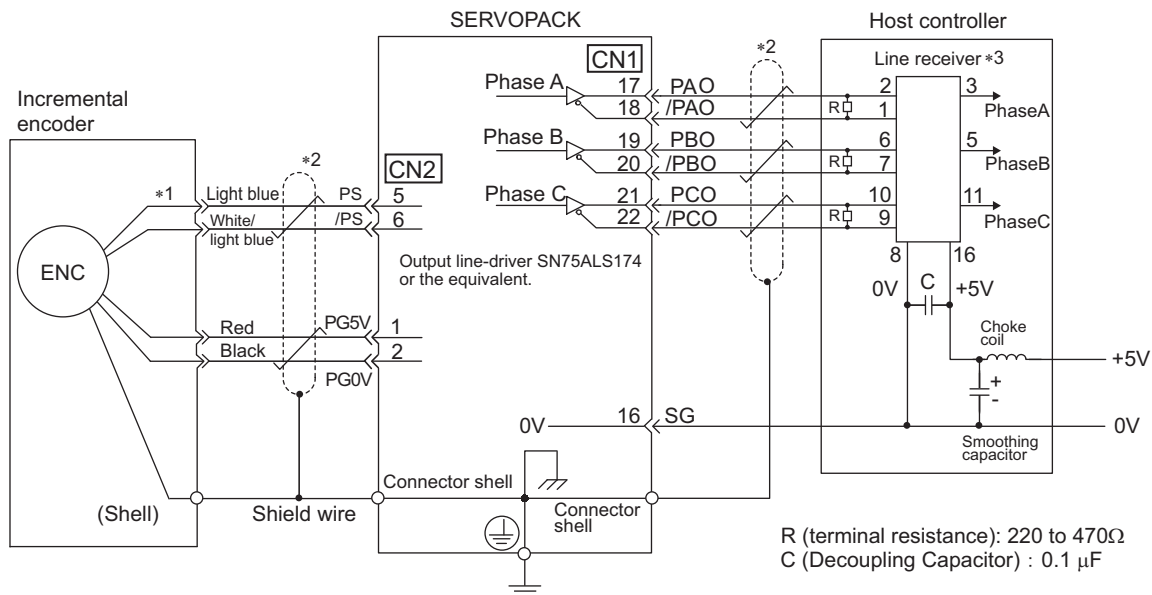 SERVOPACK
Host controller
Incremental
encoder
ENC
*1
Light blue
White/
light blue
Red
Black
*2
PS
/PS
PG5V
PG0V
CN2
5
6
1
2
(Shell)
Shield wire
CN1
Phase A
17
PAO
18
/PAO
Phase B
19
PBO
20
/PBO
Phase C
21
PCO
22
/PCO
Output line-driver SN75ALS174
or the equivalent.
0V
16
SG
Connector shell
Connector
shell
*2
Line receiver *3
R
2
1
3
PhaseA
R
6
7
5
PhaseB
R
10
9
11
PhaseC
8
16
0V
C
+5V
Choke
coil
+5V
+
-
0V
Smoothing
capacitor
R (terminal resistance): 220 to 470Ω
C (Decoupling Capacitor) : 0.1 μF